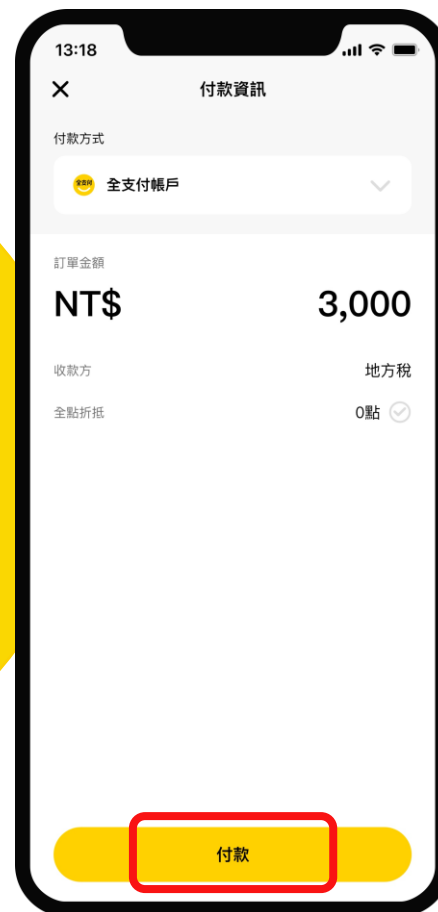 13:18
付款資訊
付款方式
全支付 全支付帳戶
訂單金額
NT$ 3,000
收款方 地方稅
全點折抵 0點
付款